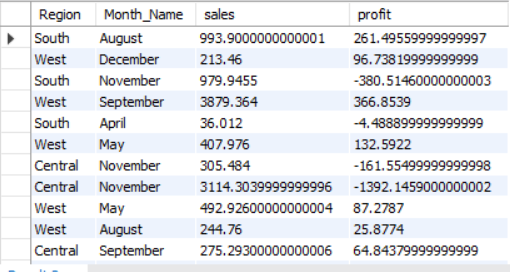 Region Month_Name sales profit
South August 993.9000000000001 261.49559999999997
West December 213.46 96.73819999999999
South November 979.9455 -380.51460000000003
West September 3879.364 366.8539
South April 36.012 -4.488899999999999
West May 407.976 132.5922
Central November 305.484 -161.55499999999998
Central November 3114.3039999999996 -1392.1459000000002
West May 492.92600000000004 87.2787
West August 244.76 25.8774
Central September 275.29300000000006 64.84379999999999